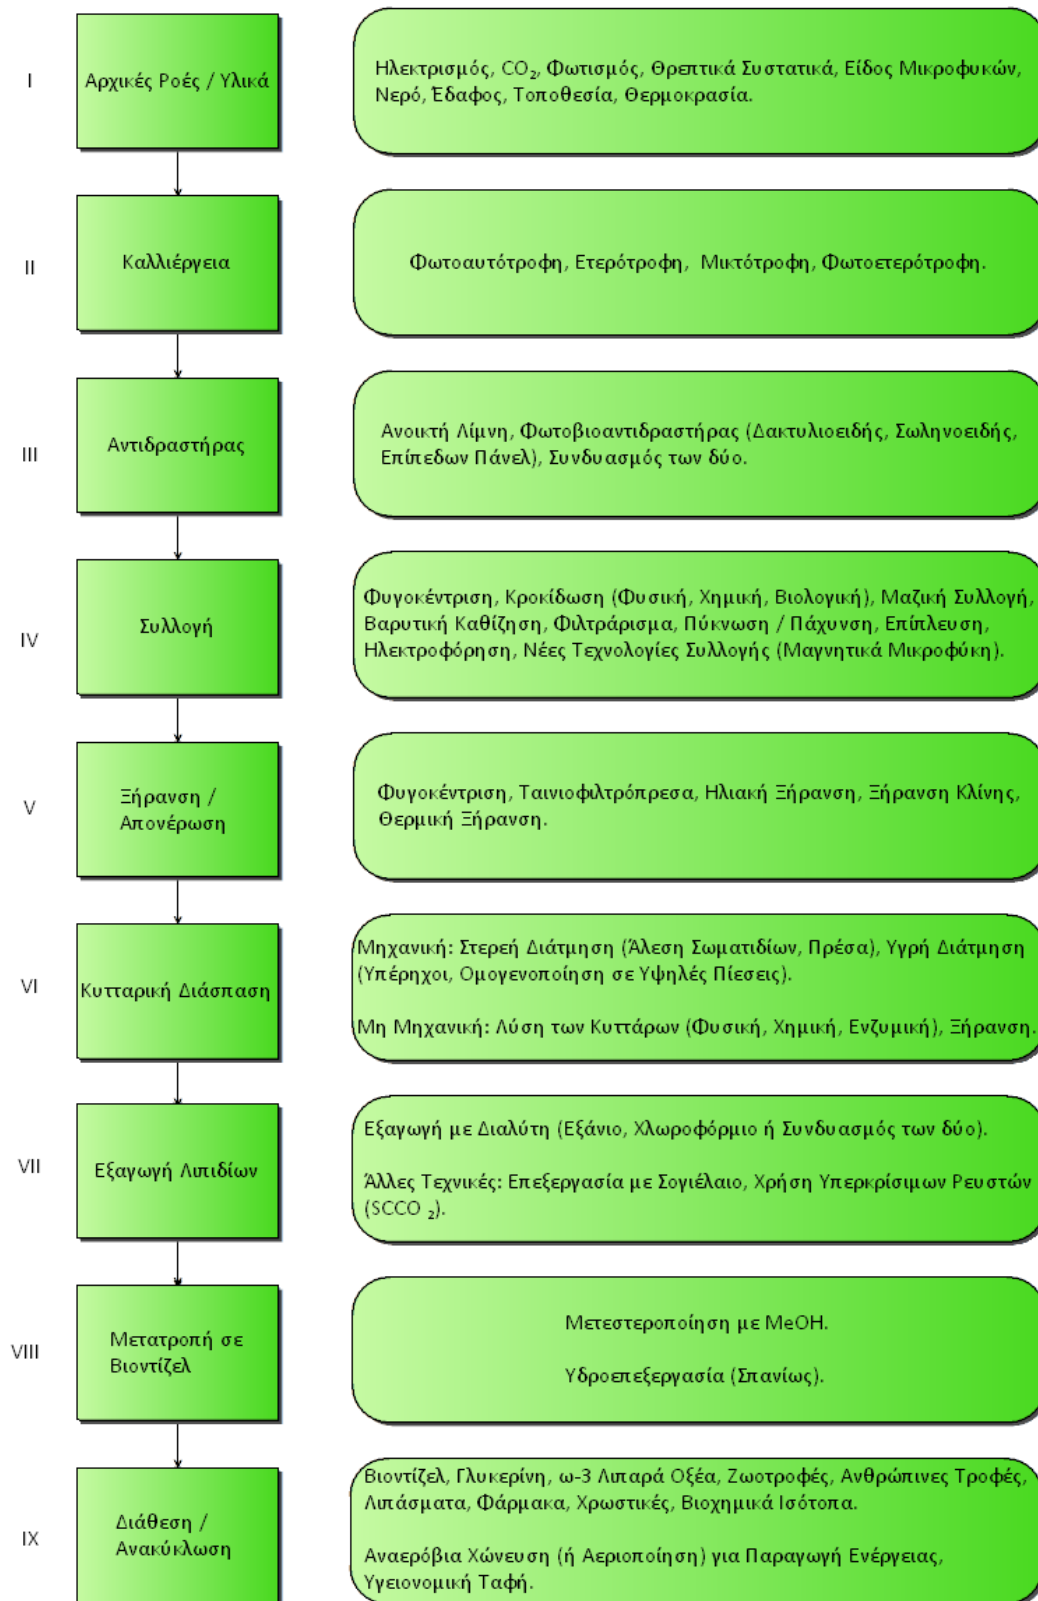 I
Αρχικές Ροές / Υλικά
Ηλεκτρισμός, CO₂, Φωτισμός, Θρεπτικά Συστατικά, Είδος Μικροφυκών,
Νερό, Έδαφος, Τοποθεσία, Θερμοκρασία.
II
Καλλιέργεια
Φωτοαυτότροφη, Ετερότροφη, Μικτότροφη, Φωτοετερότροφη.
III
Αντιδραστήρας
Ανοικτή Λίμνη, Φωτοβιοαντιδραστήρας (Δακτυλιοειδής, Σωληνοειδής,
Επίπεδων Πάνελ), Συνδυασμός των δύο.
IV
Συλλογή
Φυγοκέντριση, Κροκίδωση (Φυσική, Χημική, Βιολογική), Μαζική Συλλογή,
Βαρυτική Καθίζηση, Φιλτράρισμα, Πύκνωση / Πάχυνση, Επίπλευση,
Ηλεκτροφόρηση, Νέες Τεχνολογίες Συλλογής (Μαγνητικά Μικροφύκη).
V
Ξήρανση /
Απονέρωση
Φυγοκέντριση, Ταινιοφιλτρόπρεσα, Ηλιακή Ξήρανση, Ξήρανση Κλίνης,
Θερμική Ξήρανση.
VI
Κυτταρική Διάσπαση
Μηχανική: Στερεή Διάτμηση (Άλεση Σωματιδίων, Πρέσα), Υγρή Διάτμηση
(Υπέρηχοι, Ομογενοποίηση σε Υψηλές Πίεσεις).
Μη Μηχανική: Λύση των Κυττάρων (Φυσική, Χημική, Ενζυμική), Ξήρανση.
VII
Εξαγωγή Λιπιδίων
Εξαγωγή με Διαλύτη (Εξάνιο, Χλωροφόρμιο ή Συνδυασμός των δύο).
Άλλες Τεχνικές: Επεξεργασία με Σογιέλαιο, Χρήση Υπερκρίσιμων Ρευστών
(SCCO ₂).
VIII
Μετατροπή σε
Βιοντίζελ
Μετεστεροποίηση με MeOH.
Υδροεπεξεργασία (Σπανίως).
IX
Διάθεση /
Ανακύκλωση
Βιοντίζελ, Γλυκερίνη, ω-3 Λιπαρά Οξέα, Ζωοτροφές, Ανθρώπινες Τροφές,
Λιπάσματα, Φάρμακα, Χρωστικές, Βιοχημικά Ισότοπα.
Αναερόβια Χώνευση (ή Αεριοποίηση) για Παραγωγή Ενέργειας,
Υγειονομική Ταφή.